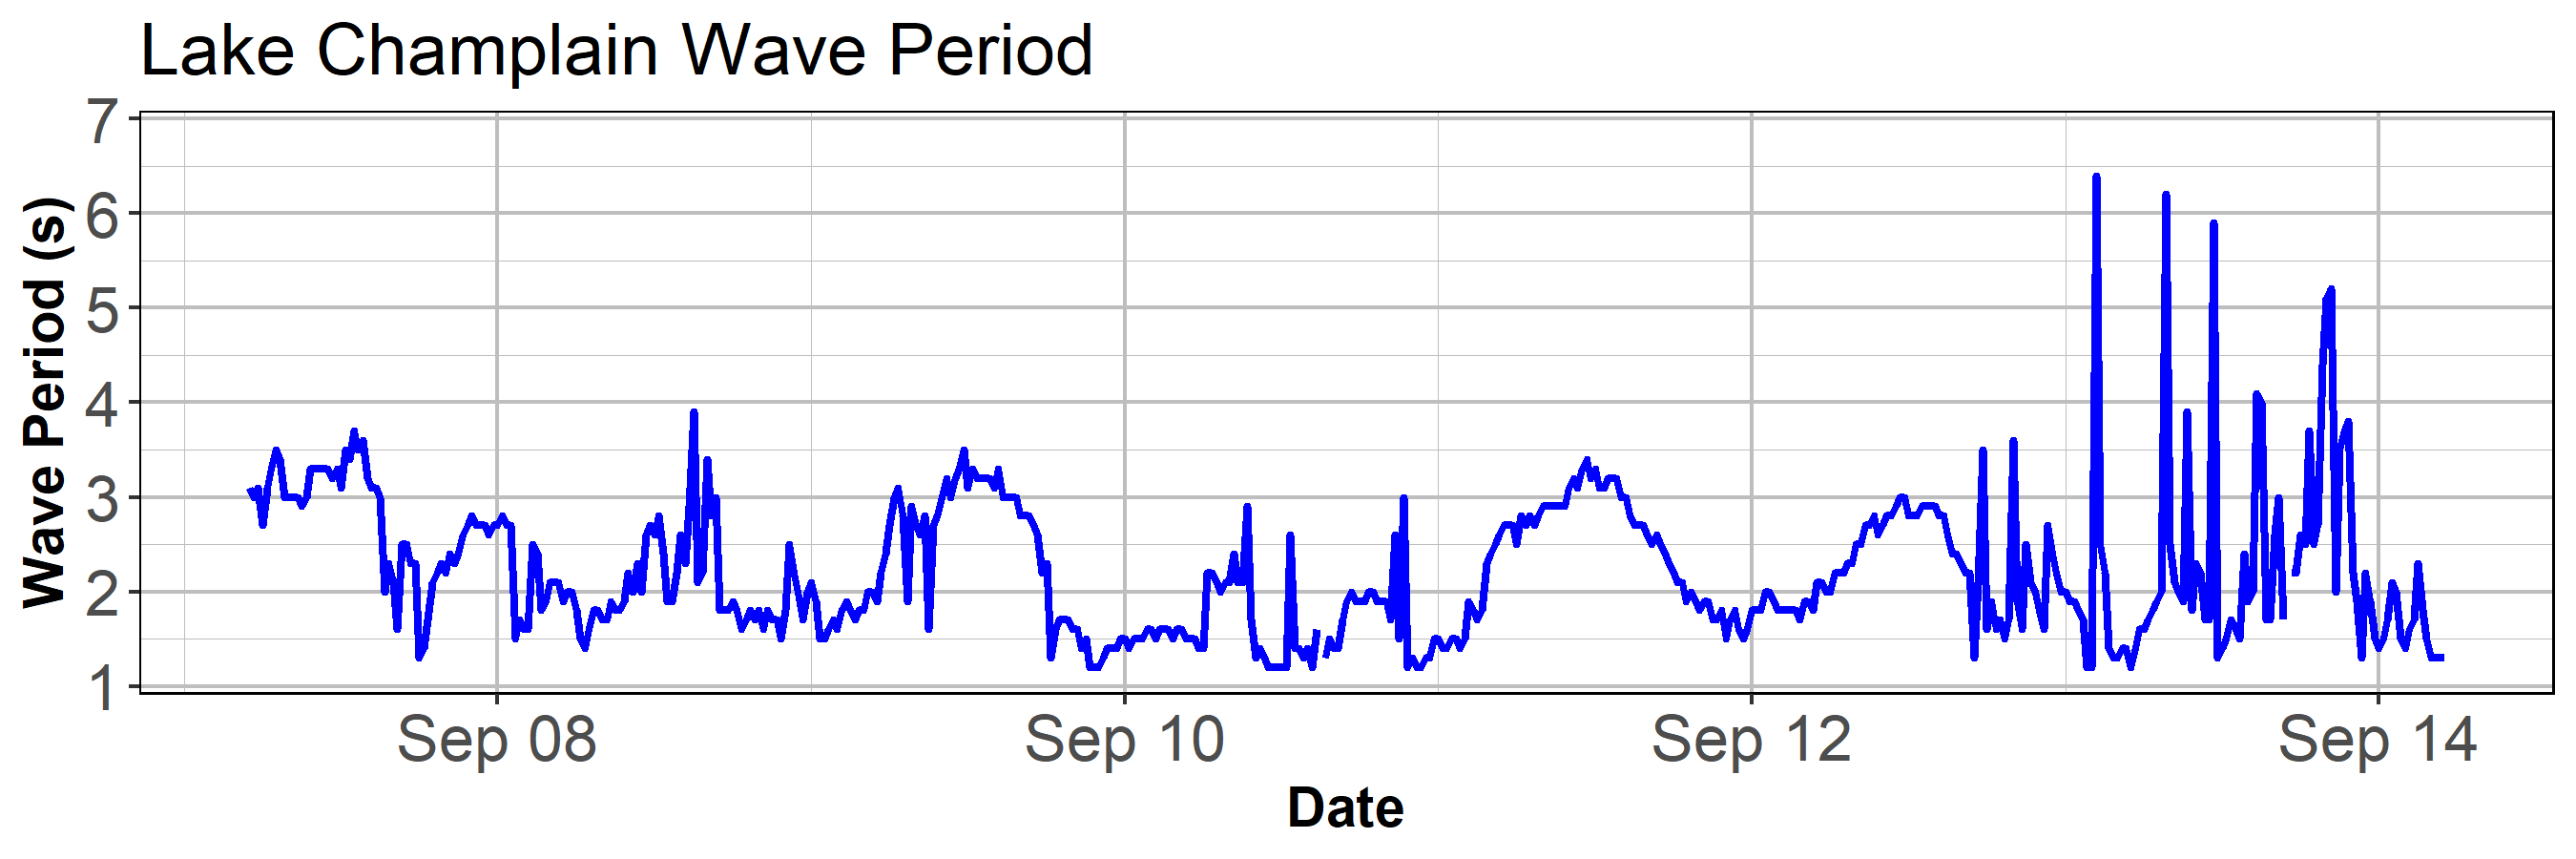 Lake Champlain Wave Period
Wave Period (s)
7
6
5
4
3
2
1
Sep 08
Sep 10
Sep 12
Sep 14
Date